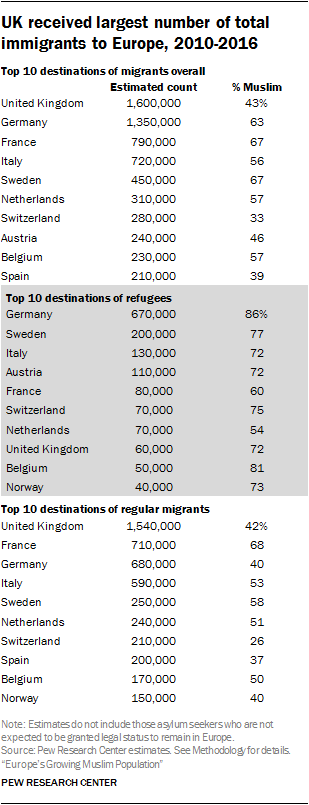 UK received largest number of total
immigrants to Europe, 2010-2016
Top 10 destinations of migrants overall
Estimated count % Muslim
United Kingdom 1,600,000 43%
Germany 1,350,000 63
France 790,000 67
Italy 720,000 56
Sweden 450,000 67
Netherlands 310,000 57
Switzerland 280,000 33
Austria 240,000 46
Belgium 230,000 57
Spain 210,000 39
Top 10 destinations of refugees
Germany 670,000 86%
Sweden 200,000 77
Italy 130,000 72
Austria 110,000 72
France 80,000 60
Switzerland 70,000 75
Netherlands 70,000 54
United Kingdom 60,000 72
Belgium 50,000 81
Norway 40,000 73
Top 10 destinations of regular migrants
United Kingdom 1,540,000 42%
France 710,000 68
Germany 680,000 40
Italy 590,000 53
Sweden 250,000 58
Netherlands 240,000 51
Switzerland 210,000 26
Spain 200,000 37
Belgium 170,000 50
Norway 150,000 40
Note: Estimates do not include those asylum seekers who are not
expected to be granted legal status to remain in Europe.
Source: Pew Research Center estimates. See Methodology for details.
“Europe’s Growing Muslim Population”
PEW RESEARCH CENTER